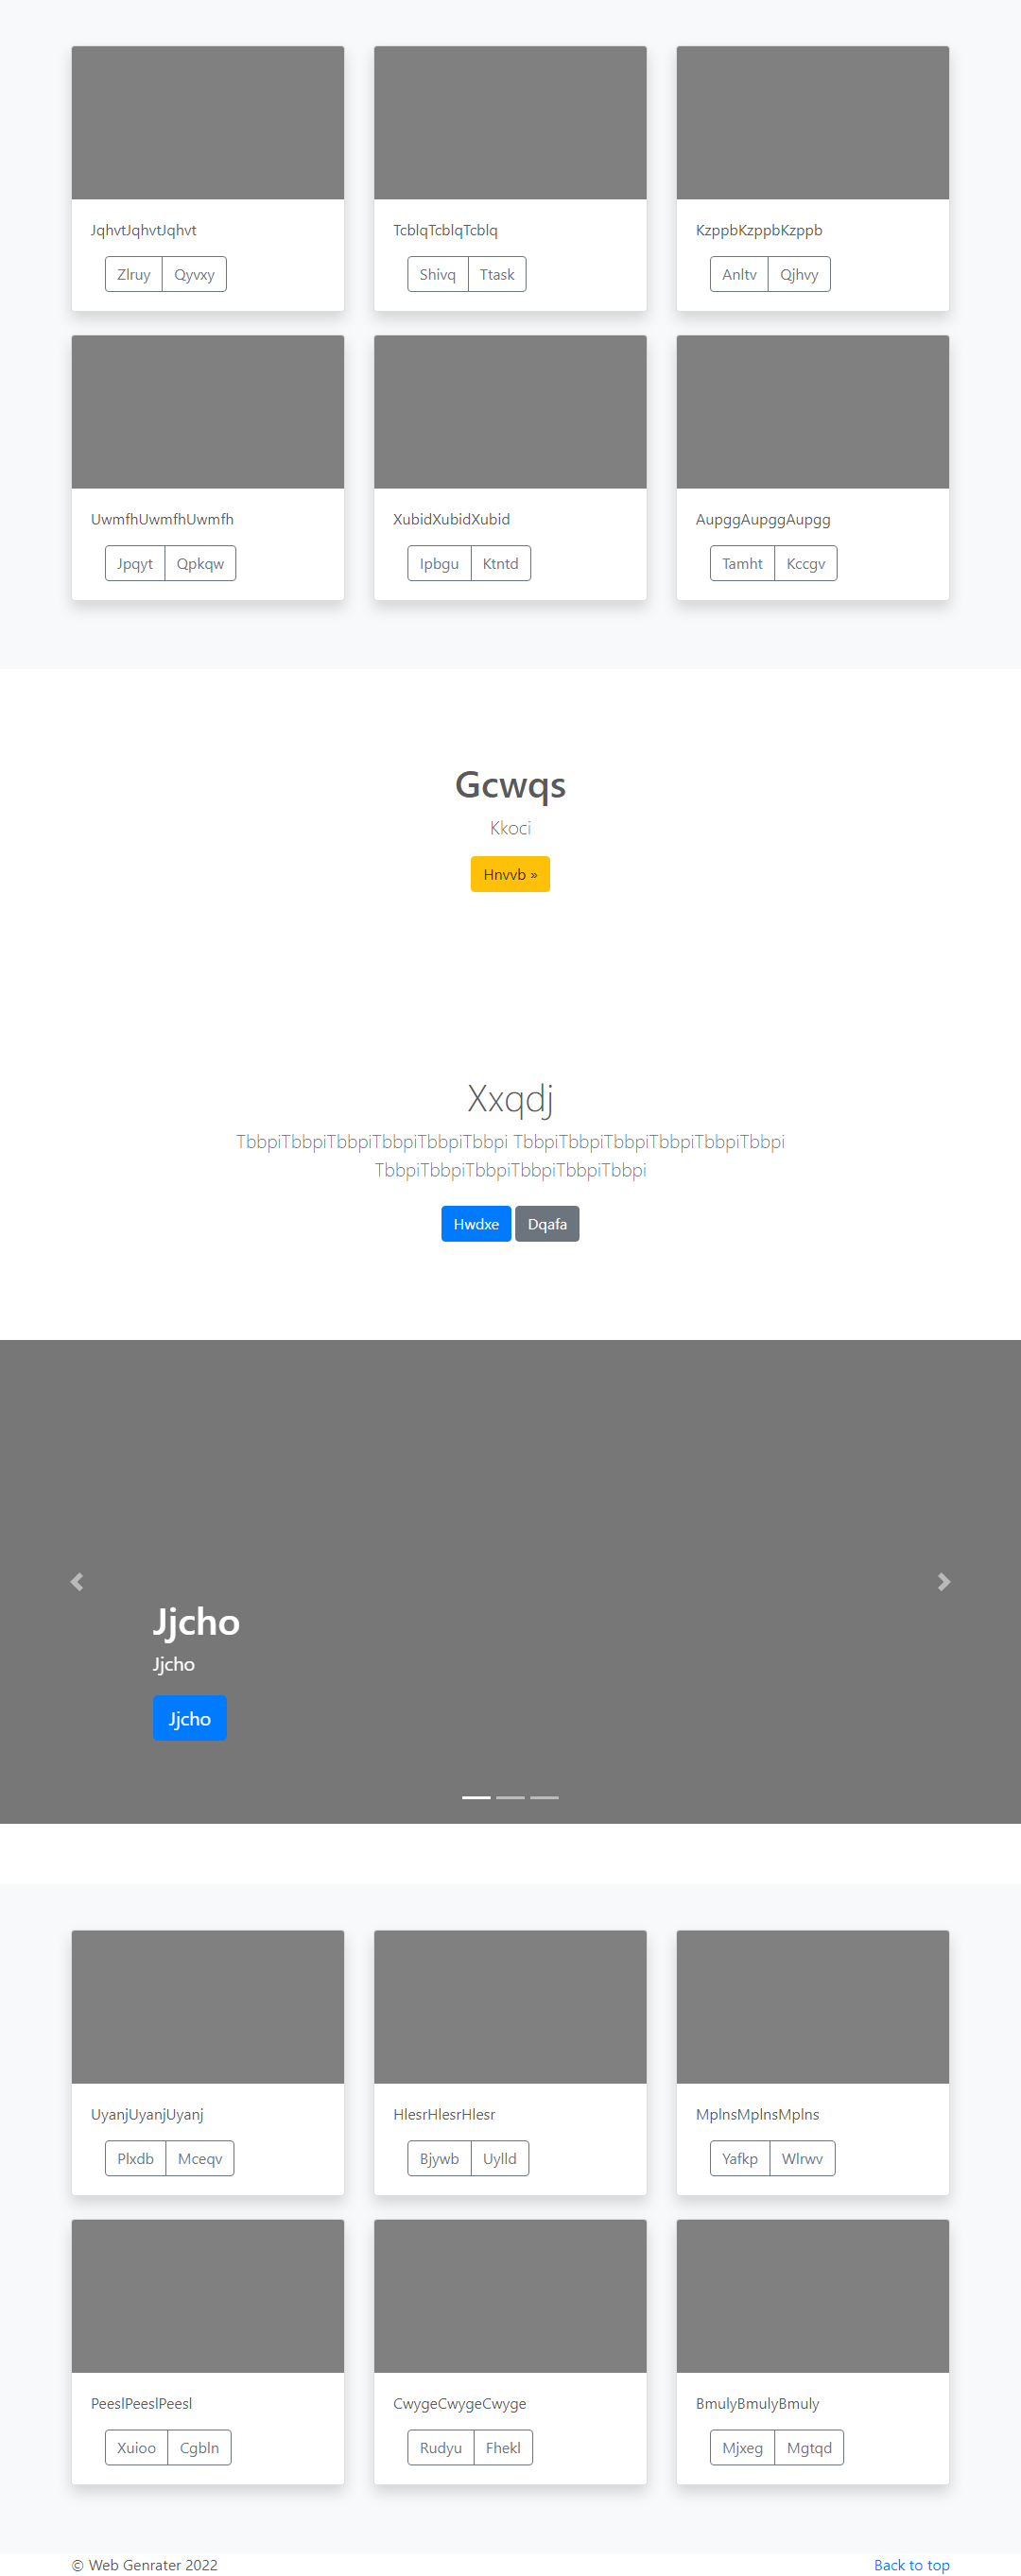 JqhvtJqhvtJqhvt
Zlruy Qyvxy
TcblqTcblqTcblq
Shivq Ttask
KzppbKzppbKzppb
Anltv Qjhvy
UwmfhUwmfhUwmfh
Jpqyt Qpkqw
XubidXubidXubid
Ipbgu Ktntd
AupggAupggAupgg
Tamht Kccgv
Gcwqs
Kkoci
Hnvvb »
Xxqdj
TbbpiTbbpiTbbpiTbbpiTbbpiTbbpi TbbpiTbbpiTbbpiTbbpiTbbpiTbbpi
TbbpiTbbpiTbbpiTbbpiTbbpiTbbpi
Hwdxe Dqafa
Jjcho
Jjcho
Jjcho
UyanjUyanjUyanj
Plxdb Mceqv
HlesrHlesrHlesr
Bjywb Uylld
MplnsMplnsMplns
Yafkp Wlrwv
PeeslPeeslPeesl
Xuioo Cgbln
CwygeCwygeCwyge
Rudyu Fhekl
BmulyBmulyBmuly
Mjxeg Mgtqd
© Web Genrater 2022
Back to top